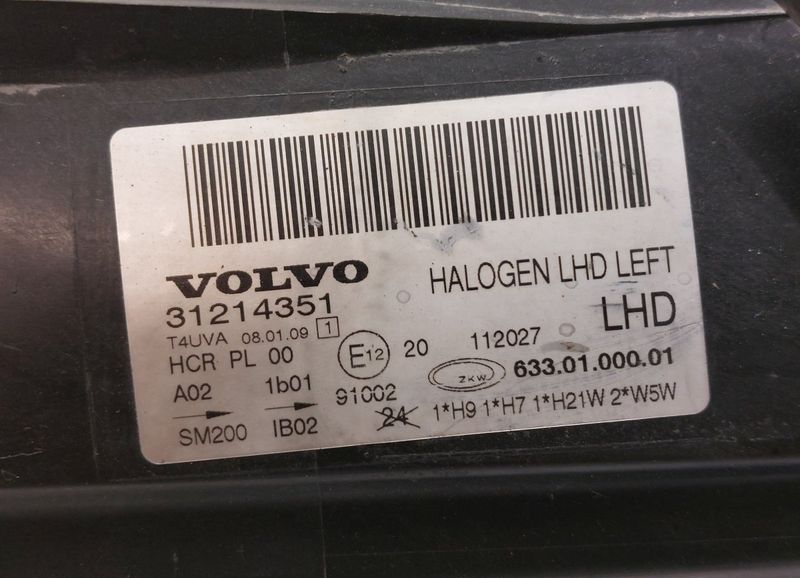 VOLVO
HALOGEN LHD LEFT
31214351
LHD
T4UVA 08.01.09 1
HCR PL 00
E12
20
112027
A02
1b01
91002
ZKW
633.01.000.01
SM200
IB02
24
1*H9 1*H7 1*H21W 2*W5W